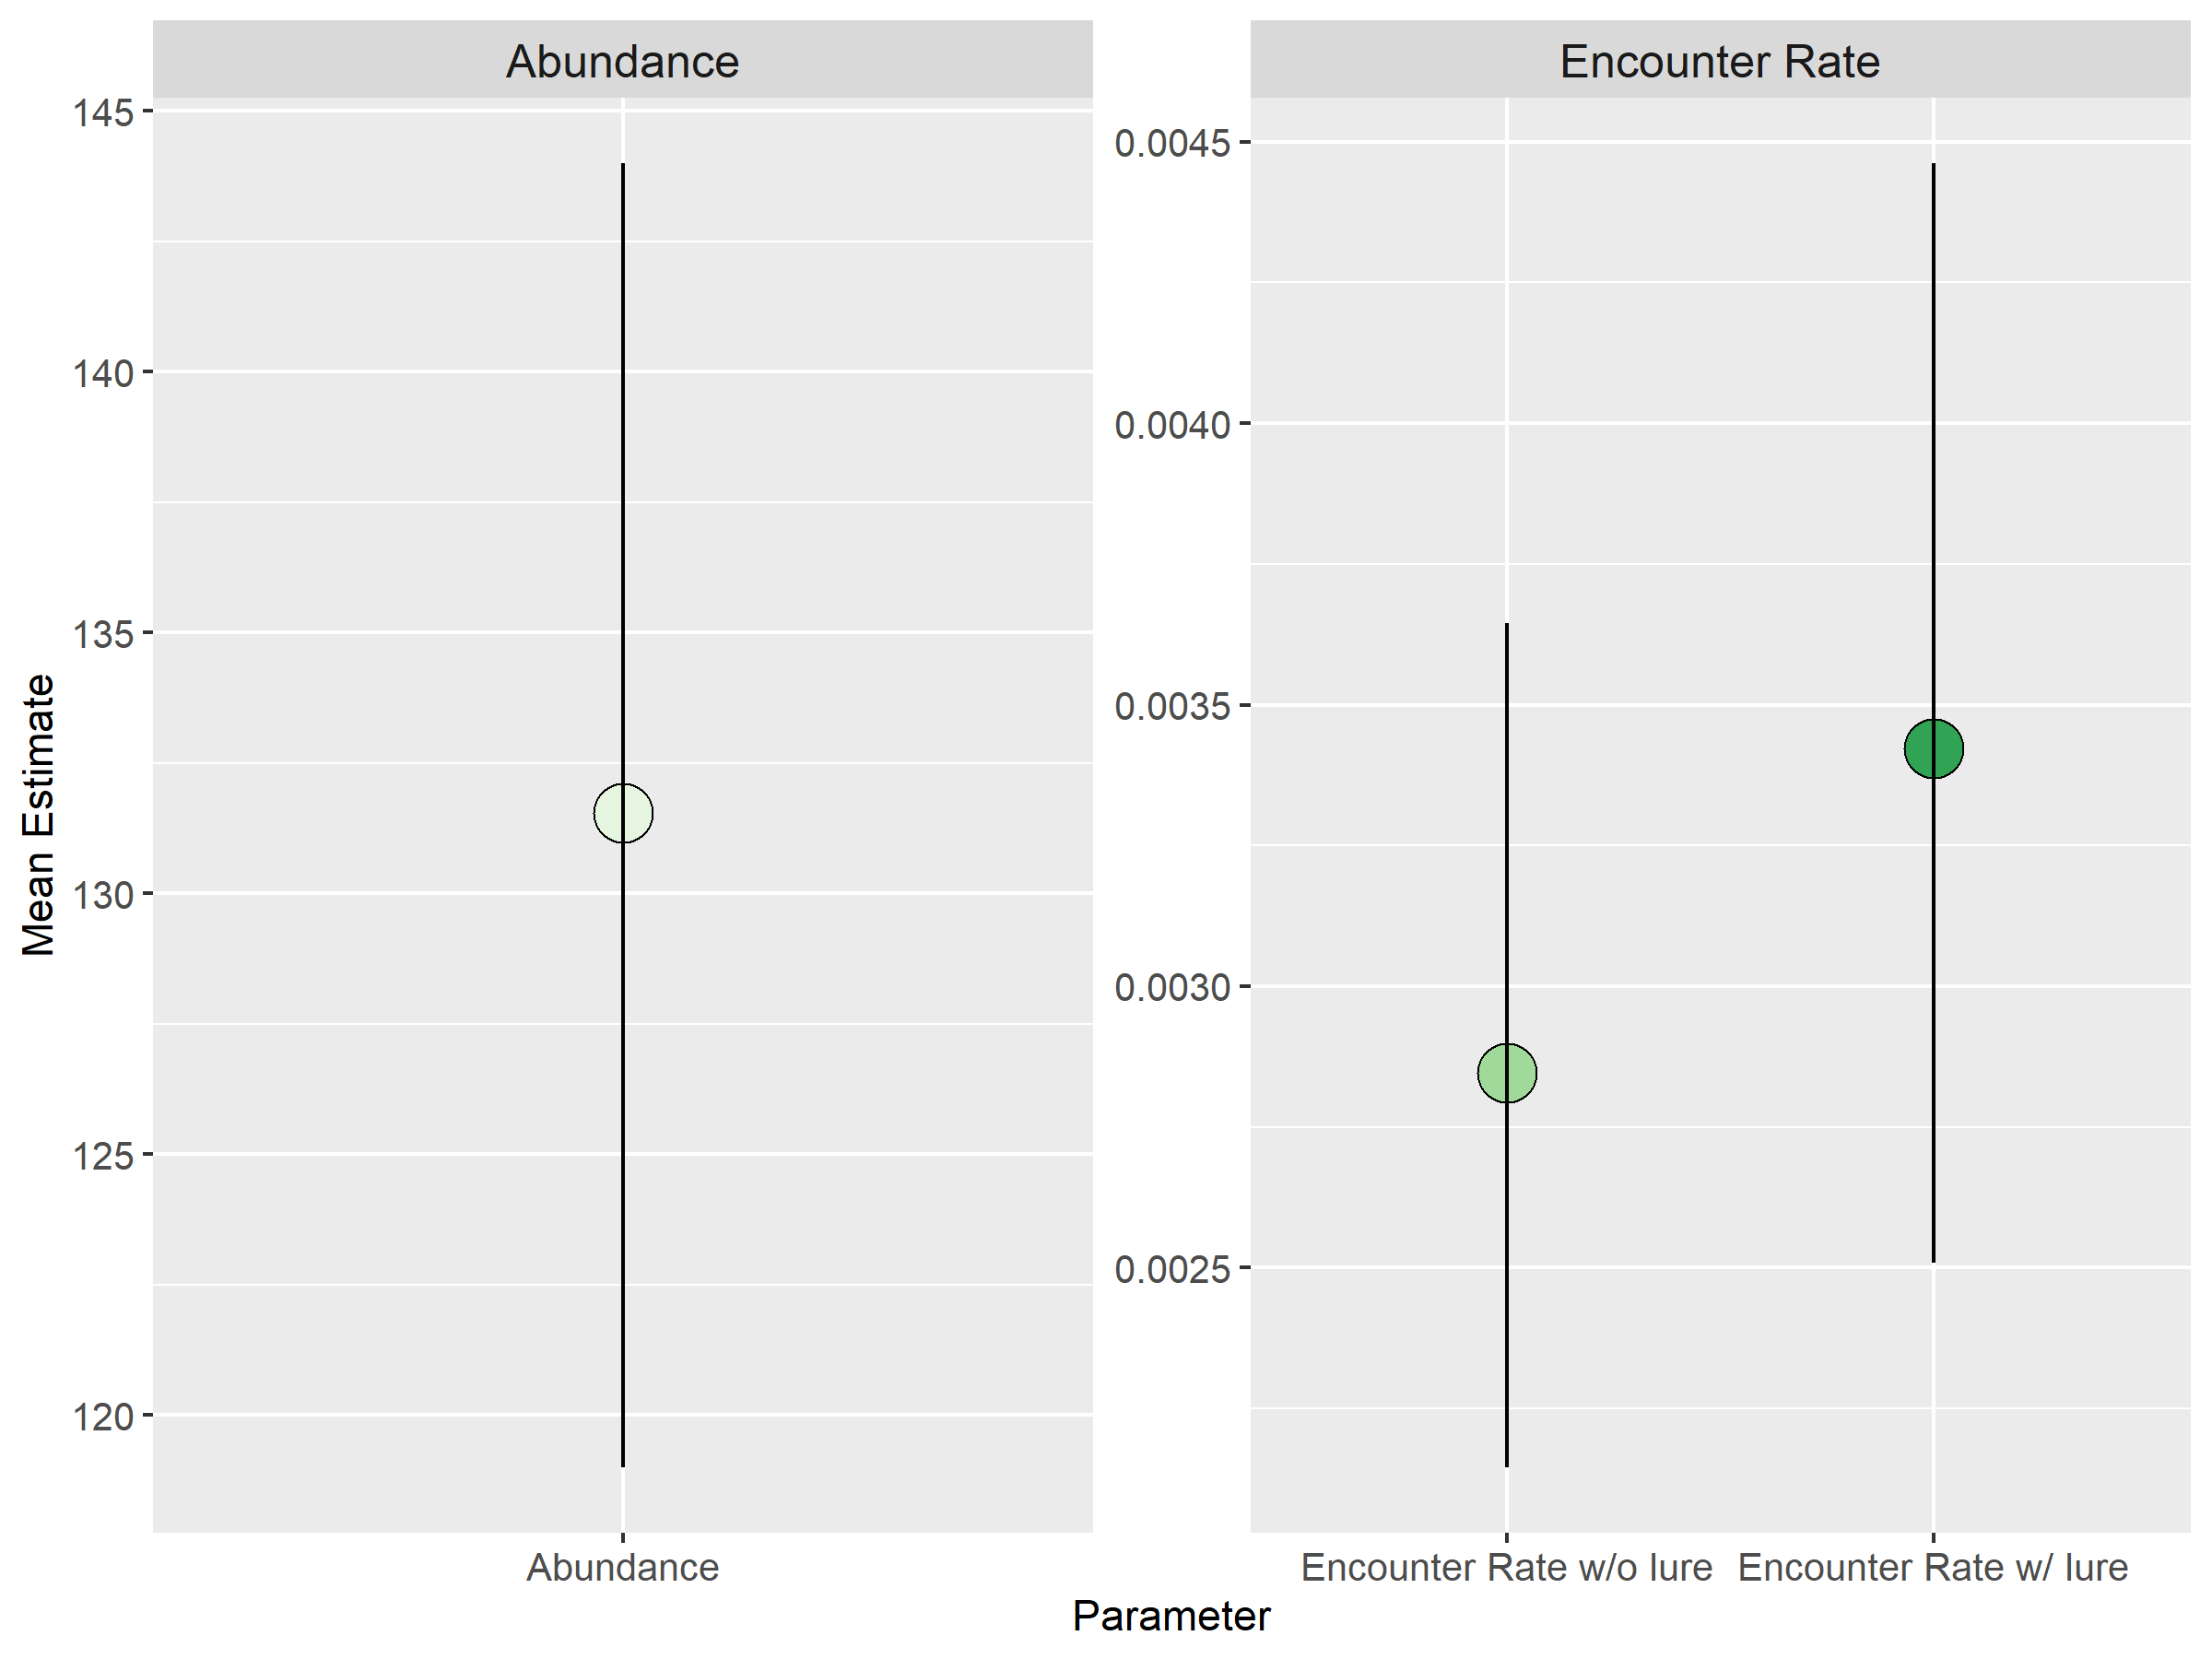 Abundance
Encounter Rate
Mean Estimate
145
140
135
130
125
120
0.0045
0.0040
0.0035
0.0030
0.0025
Abundance
Encounter Rate w/o lure
Encounter Rate w/ lure
Parameter